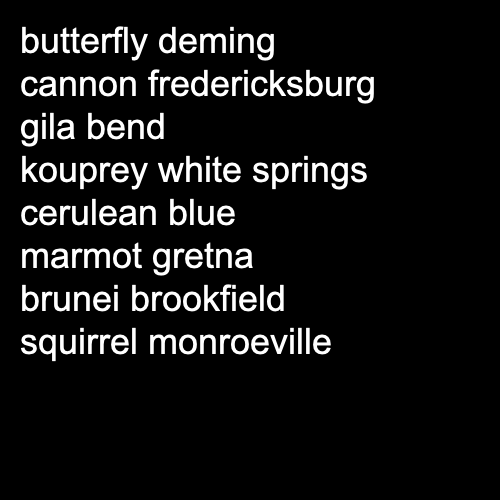 butterfly deming
cannon fredericksburg
gila bend
kouprey white springs
cerulean blue
marmot gretna
brunei brookfield
squirrel monroeville